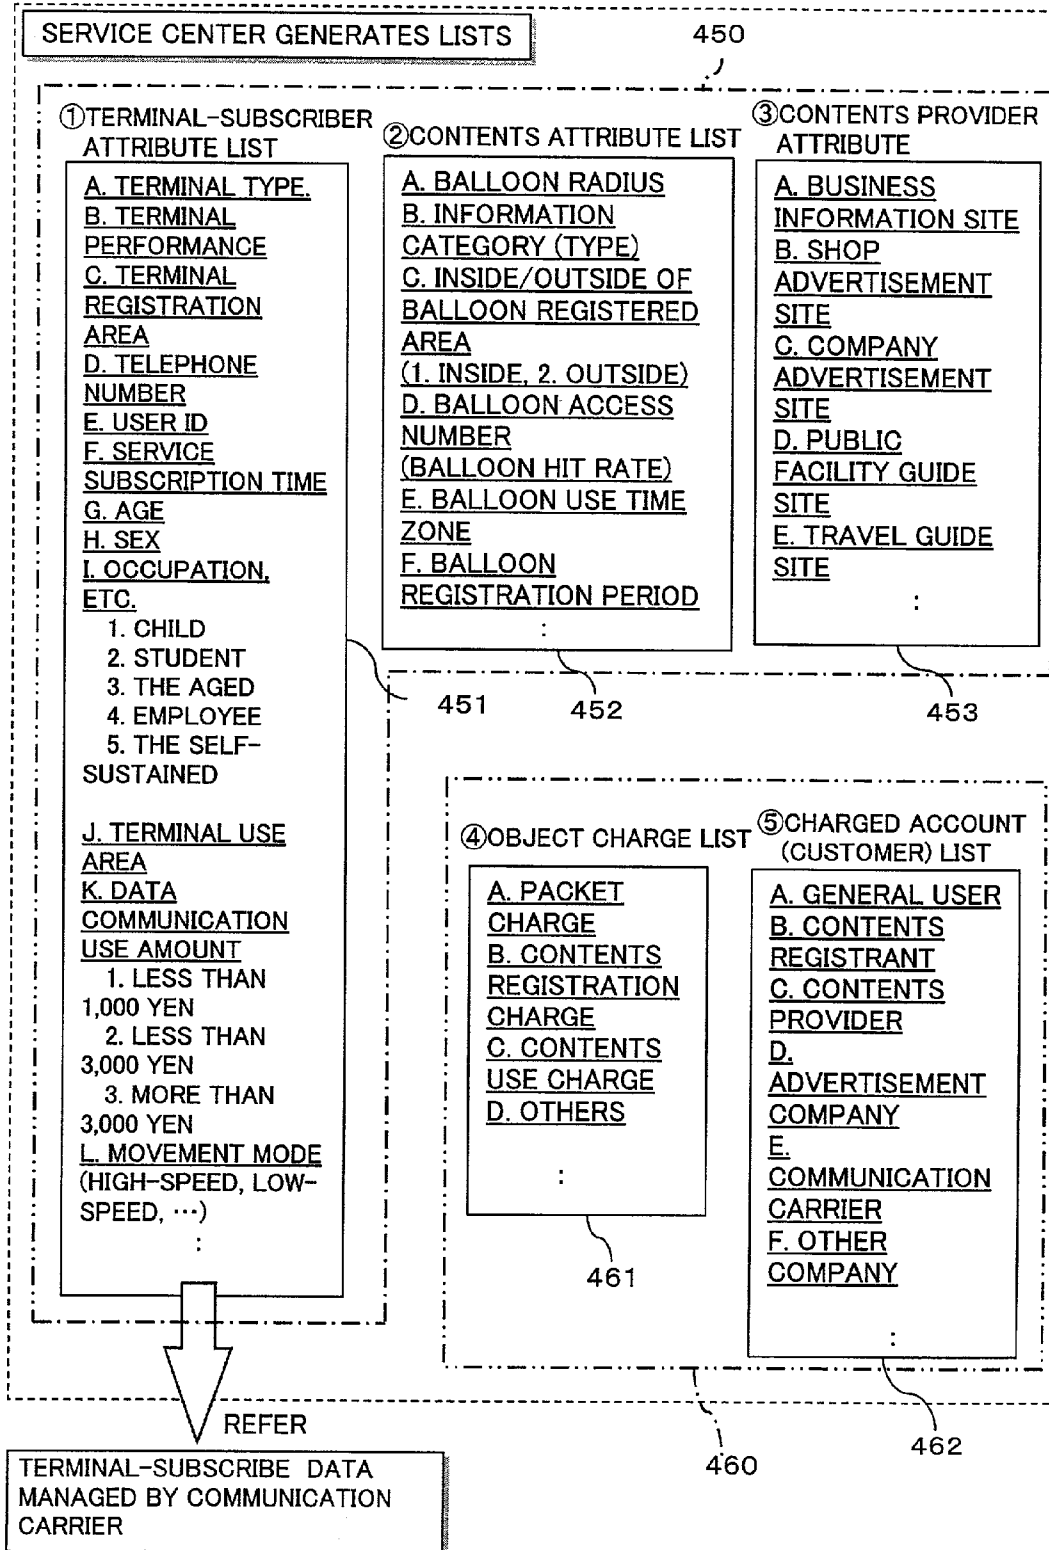 SERVICE CENTER GENERATES LISTS
450
①TERMINAL-SUBSCRIBER
ATTRIBUTE LIST
A. TERMINAL TYPE.
B. TERMINAL
PERFORMANCE
C. TERMINAL
REGISTRATION
AREA
D. TELEPHONE
NUMBER
E. USER ID
F. SERVICE
SUBSCRIPTION TIME
G. AGE
H. SEX
I. OCCUPATION,
ETC.
1. CHILD
2. STUDENT
3. THE AGED
4. EMPLOYEE
5. THE SELF-
SUSTAINED
J. TERMINAL USE
AREA
K. DATA
COMMUNICATION
USE AMOUNT
1. LESS THAN
1,000 YEN
2. LESS THAN
3,000 YEN
3. MORE THAN
3,000 YEN
L. MOVEMENT MODE
(HIGH-SPEED, LOW-
SPEED, ···)
:
451
②CONTENTS ATTRIBUTE LIST
A. BALLOON RADIUS
B. INFORMATION
CATEGORY (TYPE)
C. INSIDE/OUTSIDE OF
BALLOON REGISTERED
AREA
(1. INSIDE, 2. OUTSIDE)
D. BALLOON ACCESS
NUMBER
(BALLOON HIT RATE)
E. BALLOON USE TIME
ZONE
F. BALLOON
REGISTRATION PERIOD
:
452
③CONTENTS PROVIDER
ATTRIBUTE
A. BUSINESS
INFORMATION SITE
B. SHOP
ADVERTISEMENT
SITE
C. COMPANY
ADVERTISEMENT
SITE
D. PUBLIC
FACILITY GUIDE
SITE
E. TRAVEL GUIDE
SITE
:
453
④OBJECT CHARGE LIST
A. PACKET
CHARGE
B. CONTENTS
REGISTRATION
CHARGE
C. CONTENTS
USE CHARGE
D. OTHERS
:
461
⑤CHARGED ACCOUNT
(CUSTOMER) LIST
A. GENERAL USER
B. CONTENTS
REGISTRANT
C. CONTENTS
PROVIDER
D.
ADVERTISEMENT
COMPANY
E.
COMMUNICATION
CARRIER
F. OTHER
COMPANY
:
462
460
REFER
TERMINAL-SUBSCRIBE DATA
MANAGED BY COMMUNICATION
CARRIER